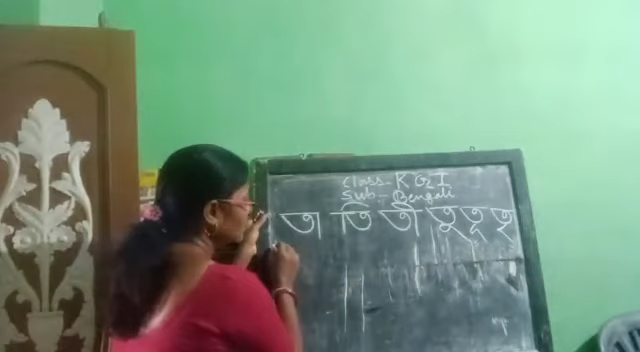 Class - KG I
Sub - Bengali
তা তি তী তু তূ তৃ